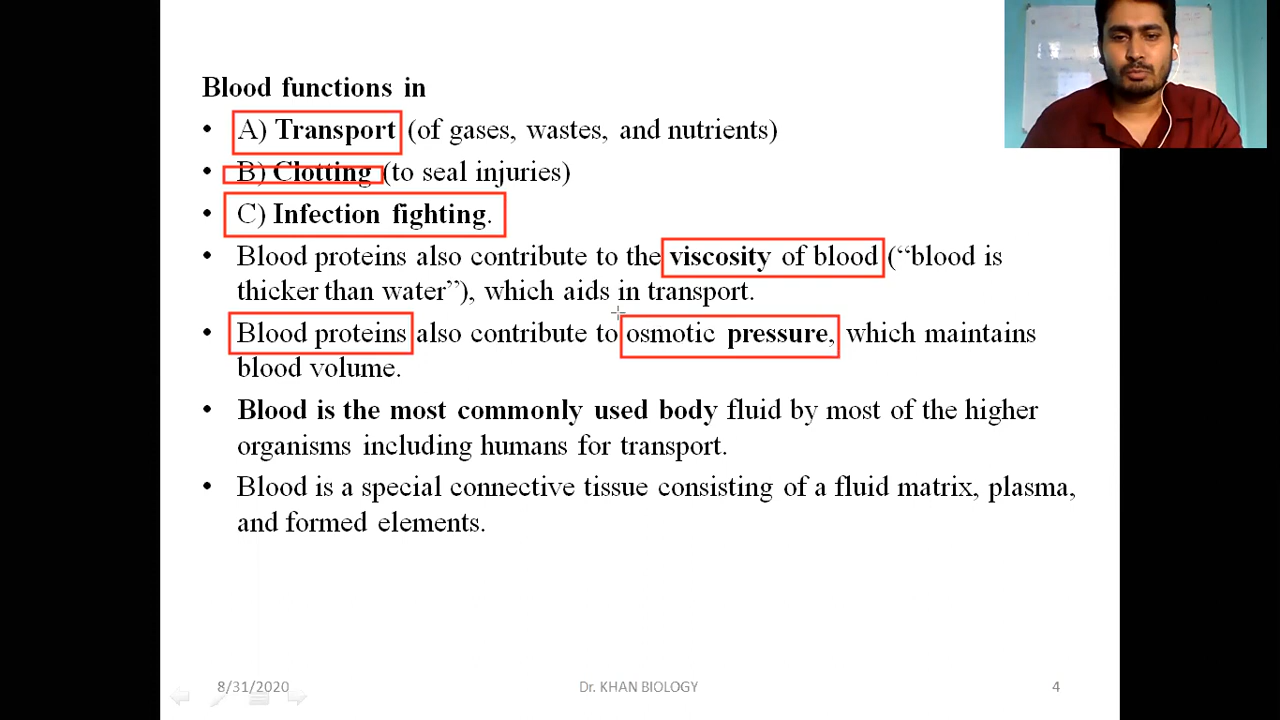 Blood functions in
• A) Transport (of gases, wastes, and nutrients)
• B) Clotting (to seal injuries)
• C) Infection fighting.
• Blood proteins also contribute to the viscosity of blood (“blood is
thicker than water”), which aids in transport.
• Blood proteins also contribute to osmotic pressure, which maintains
blood volume.
• Blood is the most commonly used body fluid by most of the higher
organisms including humans for transport.
• Blood is a special connective tissue consisting of a fluid matrix, plasma,
and formed elements.
8/31/2020 Dr. KHAN BIOLOGY 4